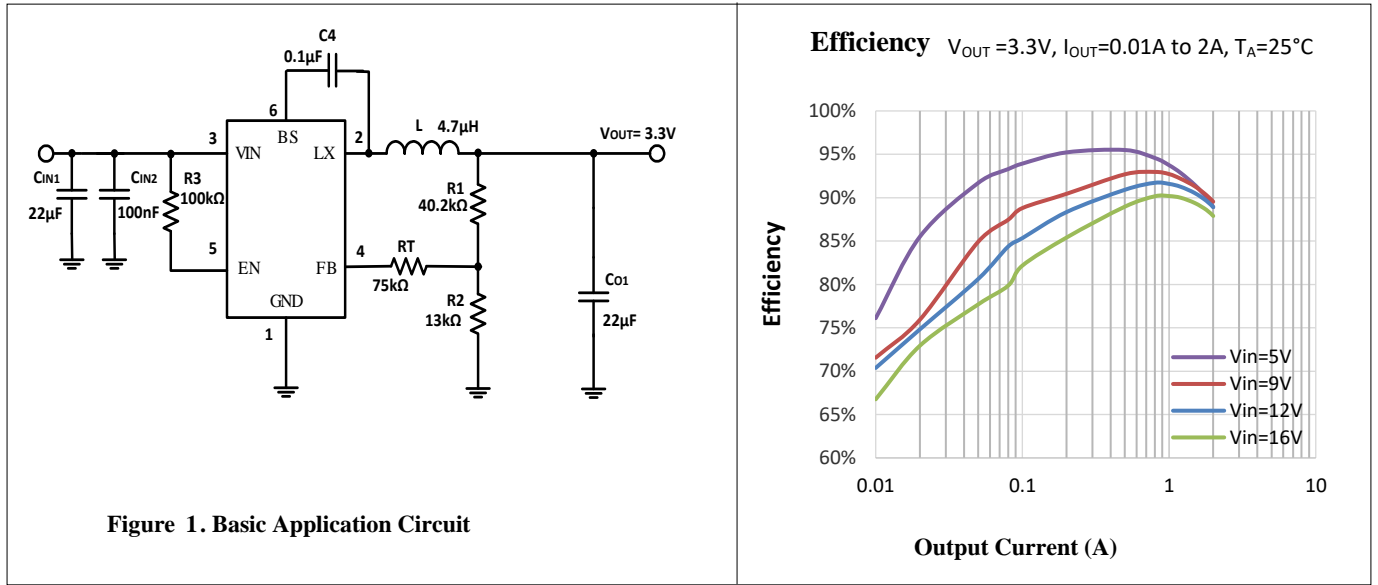 C4
0.1µF
6
BS
3
VIN
LX
2
L
4.7µH
VOUT= 3.3V
CIN1
22µF
CIN2
100nF
R3
100kΩ
5
EN
FB
4
RT
75kΩ
R1
40.2kΩ
R2
13kΩ
GND
1
CO1
22µF
Figure 1. Basic Application Circuit
Efficiency VOUT =3.3V, IOUT=0.01A to 2A, TA=25°C
Efficiency
100%
95%
90%
85%
80%
75%
70%
65%
60%
Vin=5V
Vin=9V
Vin=12V
Vin=16V
0.01
0.1
1
10
Output Current (A)